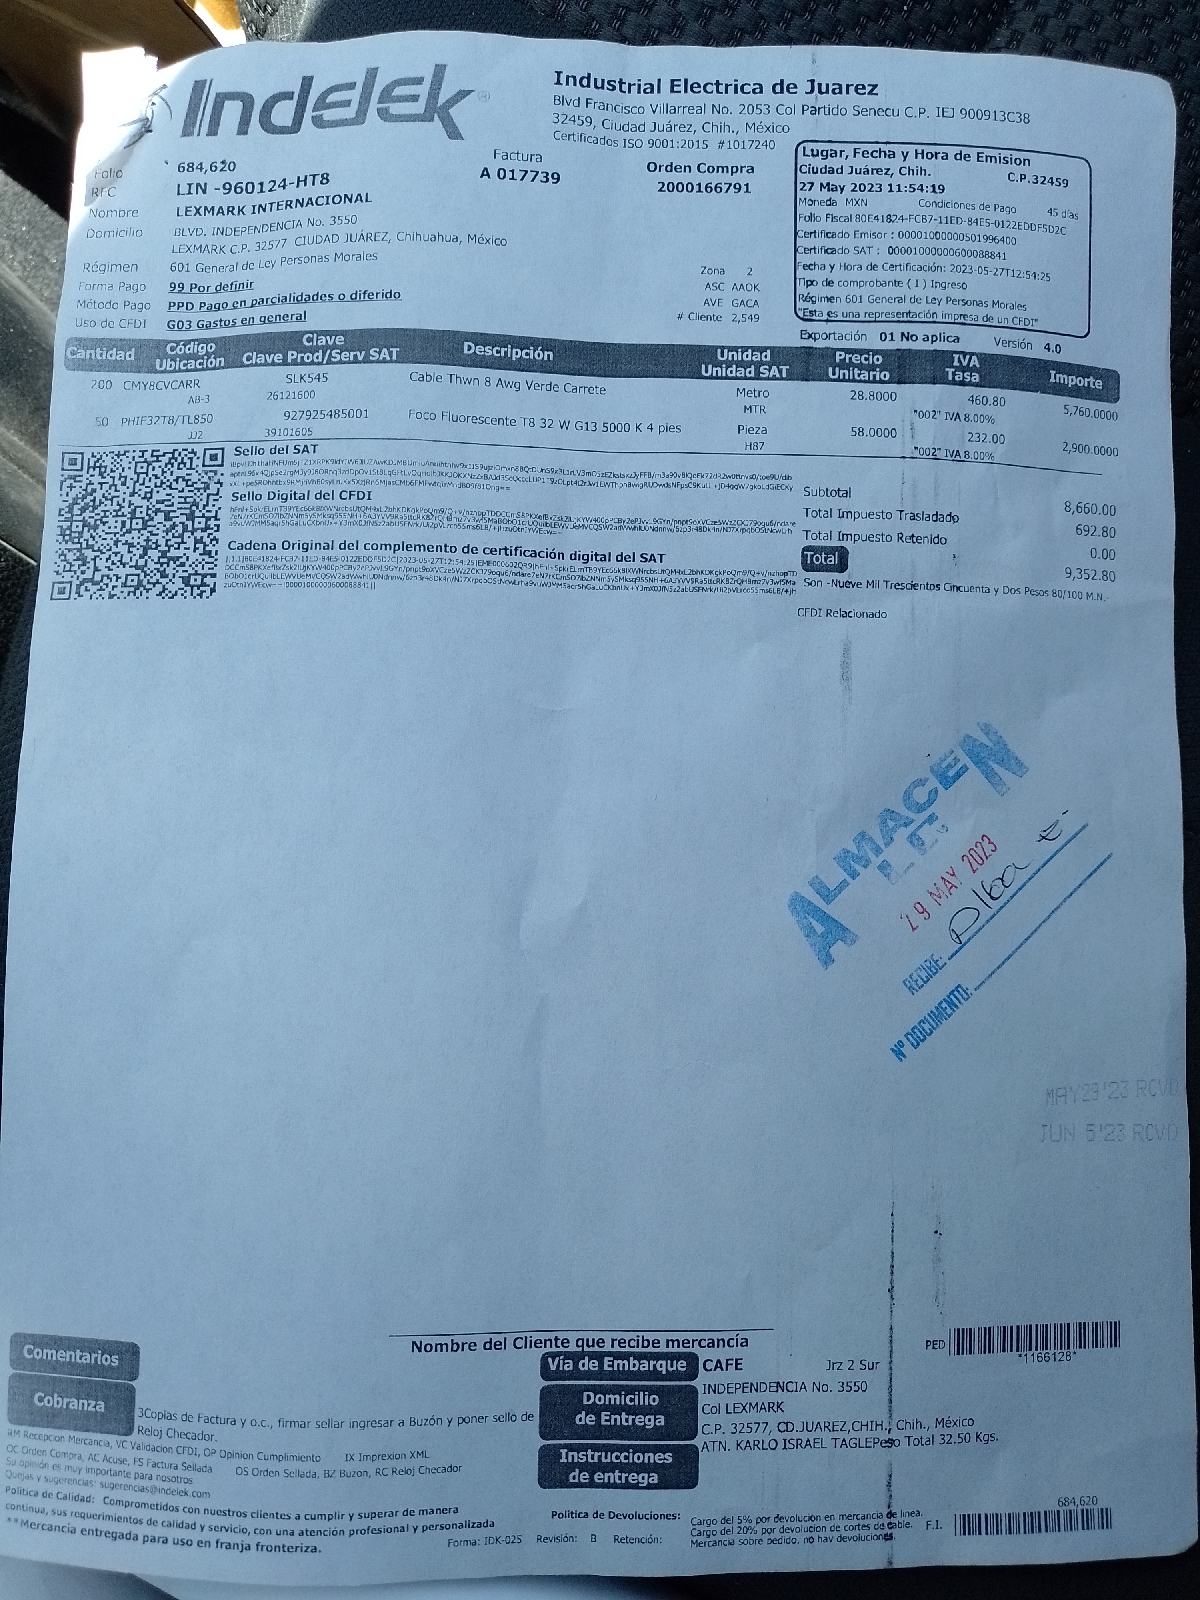 Indelek
Industrial Electrica de Juarez
Blvd Francisco Villarreal No. 2053 Col Partido Senecu C.P. IEJ 900913C38
32459, Ciudad Juárez, Chih., México
Certificados ISO 9001:2015 #1017240
Folio 684,620
Factura
A 017739
Orden Compra
2000166791
RFC LIN -960124-HT8
Nombre LEXMARK INTERNACIONAL
Domicilio BLVD. INDEPENDENCIA No. 3550
LEXMARK C.P. 32577 CIUDAD JUÁREZ, Chihuahua, México
Régimen 601 General de Ley Personas Morales
Forma Pago 99 Por definir
Método Pago PPD Pago en parcialidades o diferido
Uso de CFDI G03 Gastos en general
Zona 2
ASC AAOK
AVE GACA
# Cliente 2,549
Lugar, Fecha y Hora de Emision
Ciudad Juárez, Chih. C.P.32459
27 May 2023 11:54:19
Moneda MXN Condiciones de Pago 45 días
Folio Fiscal 80E41824-FCB7-11ED-84E5-0122EDDF5D2C
Certificado Emisor : 00001000000501996400
Certificado SAT : 00001000000600088841
Fecha y Hora de Certificación: 2023-05-27T12:54:25
Tipo de comprobante ( I ) Ingreso
Régimen 601 General de Ley Personas Morales
"Esta es una representación impresa de un CFDI"
Exportación 01 No aplica Versión 4.0
Cantidad Código Ubicación Clave Clave Prod/Serv SAT Descripción Unidad Unidad SAT Precio Unitario IVA Tasa Importe
200 CMY8CVCARR SLK545 Cable Thwn 8 Awg Verde Carrete Metro 28.8000 460.80 5,760.0000
AB-3 26121600 MTR "002" IVA 8.00%
50 PHIF32T8/TL850 927925485001 Foco Fluorescente T8 32 W G13 5000 K 4 pies Pieza 58.0000 232.00 2,900.0000
JJ2 39101605 H87 "002" IVA 8.00%
Sello del SAT
Sello Digital del CFDI
Cadena Original del complemento de certificación digital del SAT
Subtotal 8,660.00
Total Impuesto Trasladado 692.80
Total Impuesto Retenido 0.00
Total 9,352.80
Son -Nueve Mil Trescientos Cincuenta y Dos Pesos 80/100 M.N.-
CFDI Relacionado
ALMACEN
29 MAY 2023
RECIBE: Alba E.
Nº DOCUMENTO:
MAY29'23 RCVD
JUN 5'23 RCVD
Nombre del Cliente que recibe mercancía
PED
*1166128*
Comentarios
Vía de Embarque CAFE Jrz 2 Sur
Cobranza
3Copias de Factura y o.c., firmar sellar ingresar a Buzón y poner sello de
Reloj Checador.
Domicilio
de Entrega
INDEPENDENCIA No. 3550
Col LEXMARK
C.P. 32577, CD.JUAREZ,CHIH., Chih., México
ATN. KARLO ISRAEL TAGLEPeso Total 32.50 Kgs.
Instrucciones
de entrega
RM Recepcion Mercancia, VC Validacion CFDI, OP Opinion Cumplimiento IX Imprexion XML
OC Orden Compra, AC Acuse, FS Factura Sellada OS Orden Sellada, BZ Buzon, RC Reloj Checador
Su opinión es muy importante para nosotros
Quejas y sugerencias: sugerencias@indelek.com
Política de Calidad: Comprometidos con nuestros clientes a cumplir y superar de manera
continua, sus requerimientos de calidad y servicio, con una atención profesional y personalizada
**Mercancía entregada para uso en franja fronteriza.
Forma: IDK-025 Revisión: B Retención:
Política de Devoluciones:
Cargo del 5% por devolucion en mercancia de linea.
Cargo del 20% por devolucion de cortes de cable.
Mercancia sobre pedido, no hay devoluciones.
684,620
F.I.